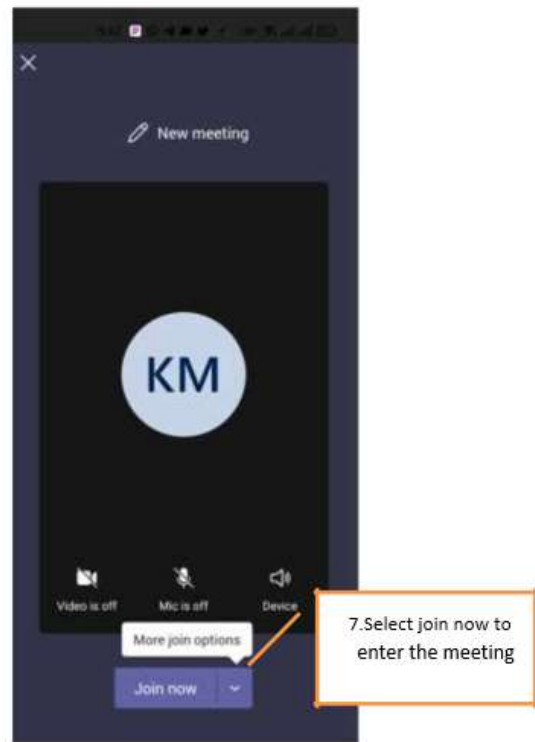 New meeting
KM
Video is off Mic is off Device
More join options
Join now
7.Select join now to
enter the meeting